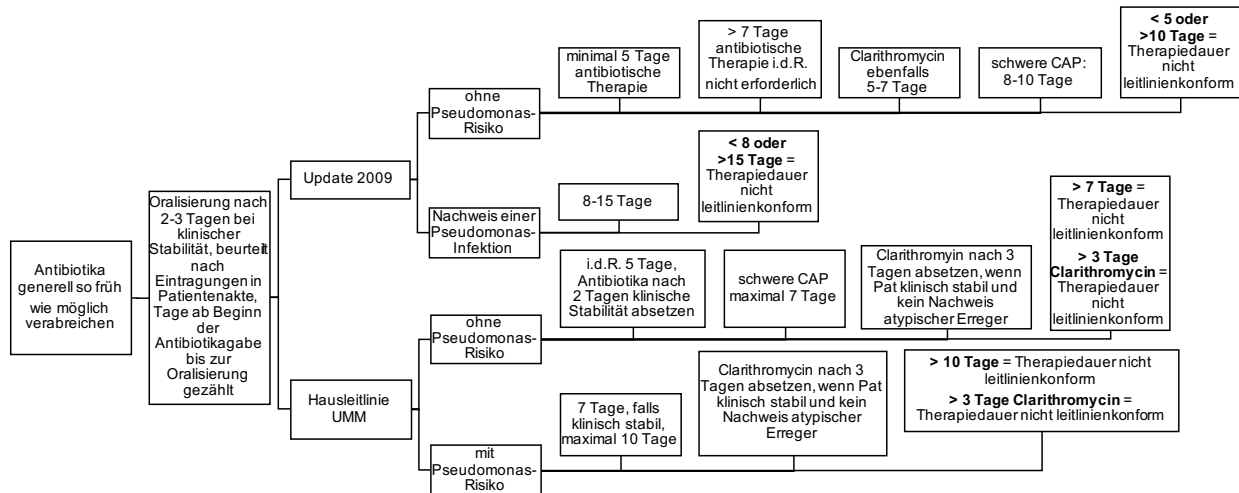 Antibiotika
generell so früh
wie möglich
verabreichen
Oralisierung nach
2-3 Tagen bei
klinischer
Stabilität, beurteilt
nach
Eintragungen in
Patientenakte,
Tage ab Beginn
der
Antibiotikagabe
bis zur
Oralisierung
gezählt
Update 2009
ohne
Pseudomonas-
Risiko
minimal 5 Tage
antibiotische
Therapie
> 7 Tage
antibiotische
Therapie i.d.R.
nicht erforderlich
Clarithromycin
ebenfalls
5-7 Tage
schwere CAP:
8-10 Tage
< 5 oder
>10 Tage =
Therapiedauer
nicht
leitlinienkonform
Nachweis einer
Pseudomonas-
Infektion
8-15 Tage
< 8 oder
>15 Tage =
Therapiedauer
nicht
leitlinienkonform
Hausleitlinie
UMM
ohne
Pseudomonas-
Risiko
i.d.R. 5 Tage,
Antibiotika nach
2 Tagen klinische
Stabilität absetzen
schwere CAP
maximal 7 Tage
Clarithromyin nach 3
Tagen absetzen, wenn
Pat klinisch stabil und
kein Nachweis
atypischer Erreger
> 7 Tage =
Therapiedauer
nicht
leitlinienkonform
> 3 Tage
Clarithromycin =
Therapiedauer
nicht
leitlinienkonform
mit
Pseudomonas-
Risiko
7 Tage, falls
klinisch stabil,
maximal 10 Tage
Clarithromycin nach 3
Tagen absetzen, wenn Pat
klinisch stabil und kein
Nachweis atypischer
Erreger
> 10 Tage = Therapiedauer nicht
leitlinienkonform
> 3 Tage Clarithromycin =
Therapiedauer nicht leitlinienkonform